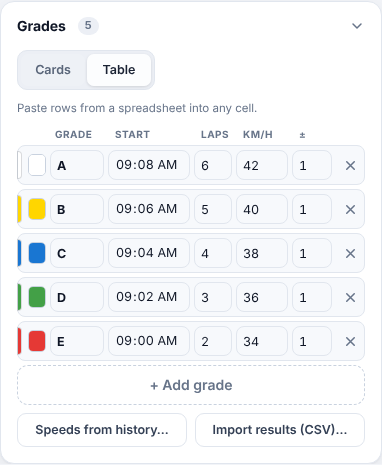 Grades 5
Cards Table
Paste rows from a spreadsheet into any cell.
GRADE START LAPS KM/H ±
A 09:08 AM 6 42 1 ×
B 09:06 AM 5 40 1 ×
C 09:04 AM 4 38 1 ×
D 09:02 AM 3 36 1 ×
E 09:00 AM 2 34 1 ×
+ Add grade
Speeds from history... Import results (CSV)...